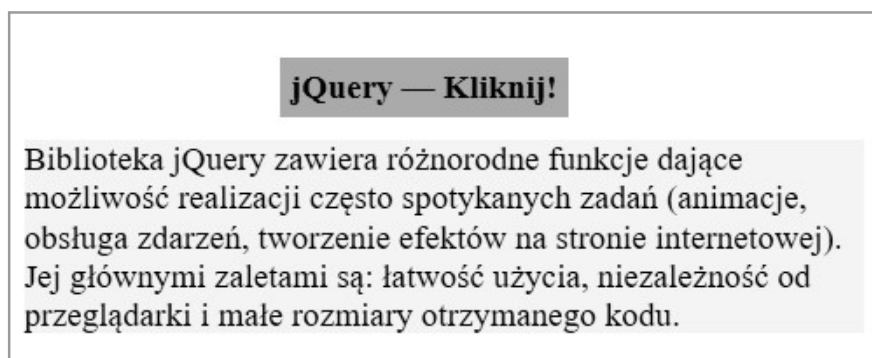 jQuery — Kliknij!
Biblioteka jQuery zawiera różnorodne funkcje dające
możliwość realizacji często spotykanych zadań (animacje,
obsługa zdarzeń, tworzenie efektów na stronie internetowej).
Jej głównymi zaletami są: łatwość użycia, niezależność od
przeglądarki i małe rozmiary otrzymanego kodu.